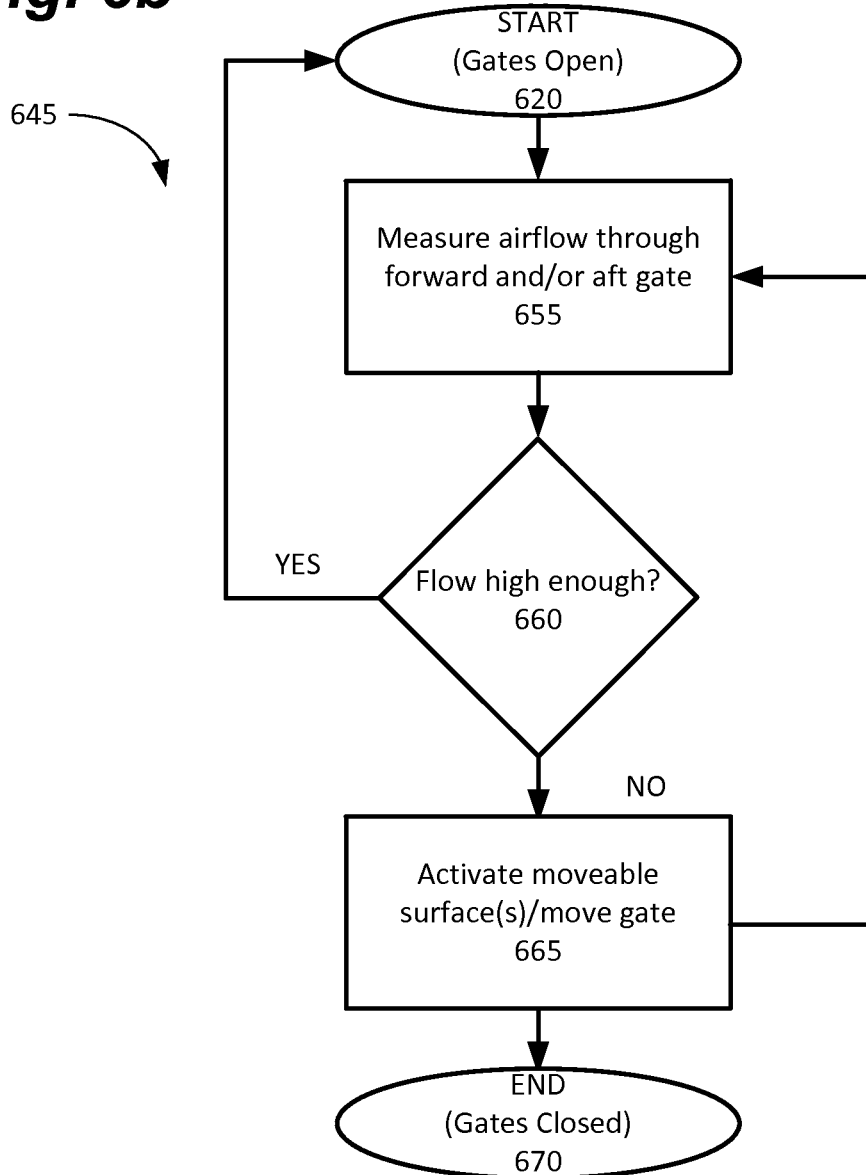 START
(Gates Open)
620
645
Measure airflow through
forward and/or aft gate
655
YES
Flow high enough?
660
NO
Activate moveable
surface(s)/move gate
665
END
(Gates Closed)
670